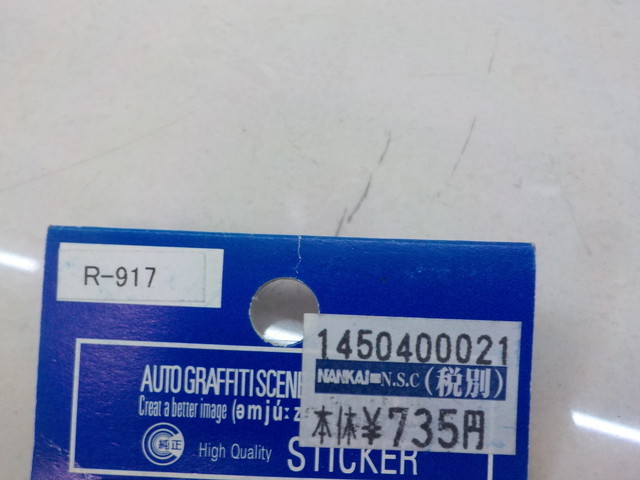 R-917
1450400021
NANKAI N.S.C (税別)
本体¥735円
AUTO GRAFFITI SCENE
Creat a better image (əmjú:z
純正
High Quality STICKER